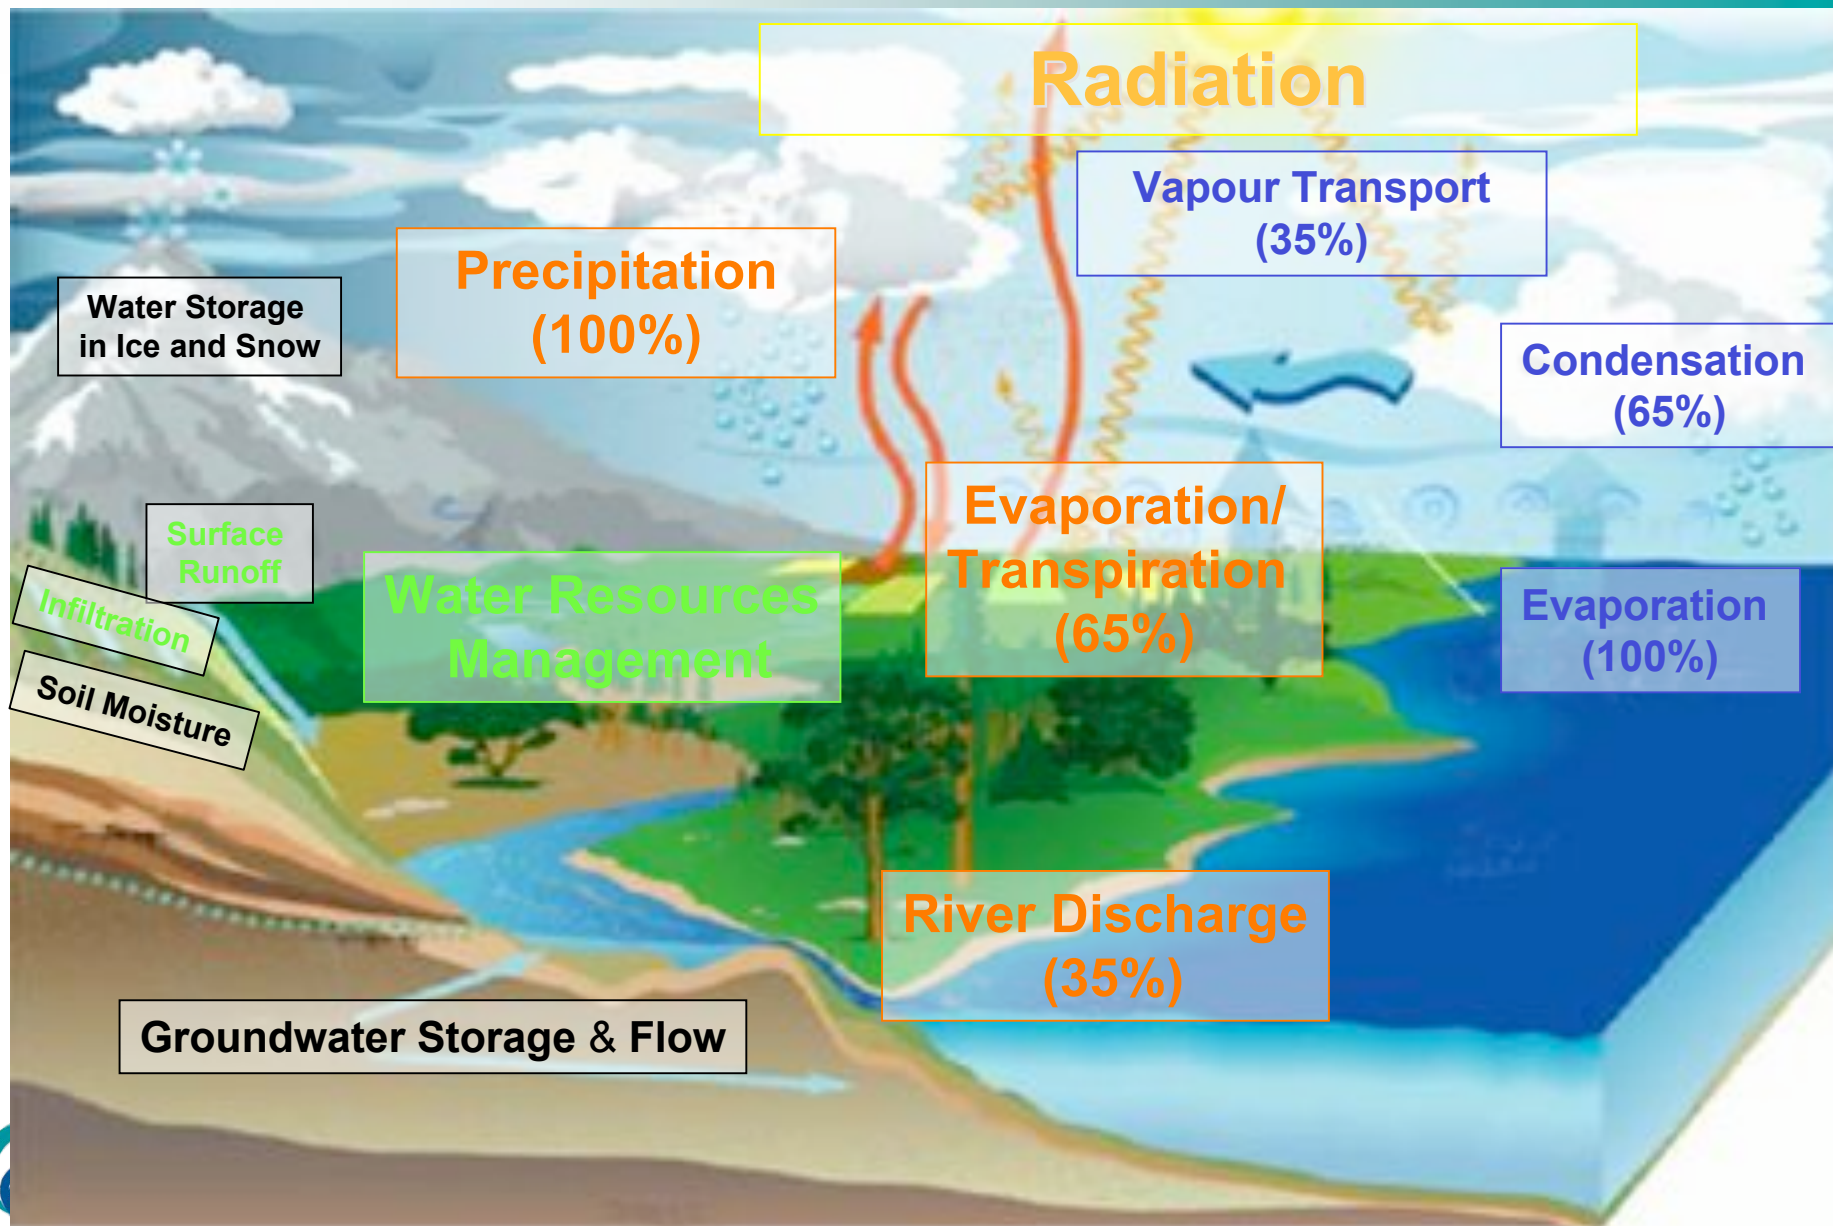 Radiation
Vapour Transport
(35%)
Precipitation
(100%)
Water Storage
in Ice and Snow
Condensation
(65%)
Evaporation/
Transpiration
(65%)
Surface
Runoff
Water Resources
Management
Evaporation
(100%)
Infiltration
Soil Moisture
River Discharge
(35%)
Groundwater Storage & Flow